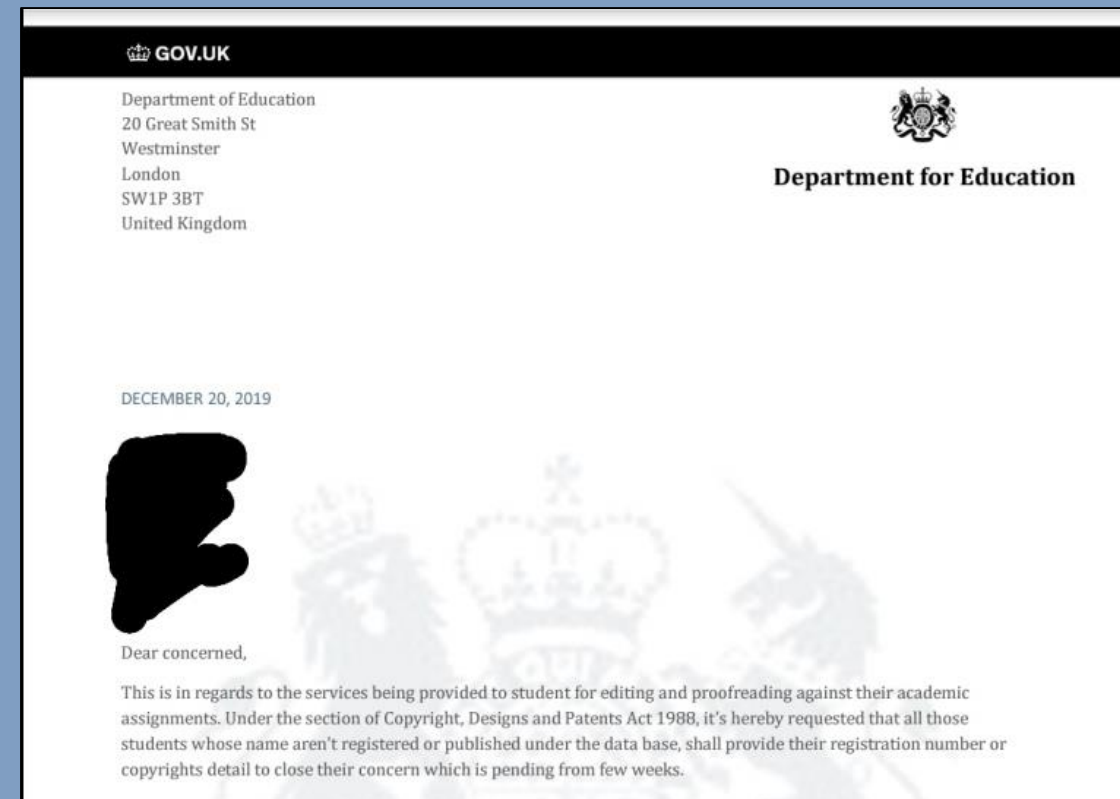 GOV.UK
Department of Education
20 Great Smith St
Westminster
London
SW1P 3BT
United Kingdom
Department for Education
DECEMBER 20, 2019
Dear concerned,
This is in regards to the services being provided to student for editing and proofreading against their academic
assignments. Under the section of Copyright, Designs and Patents Act 1988, it's hereby requested that all those
students whose name aren't registered or published under the data base, shall provide their registration number or
copyrights detail to close their concern which is pending from few weeks.